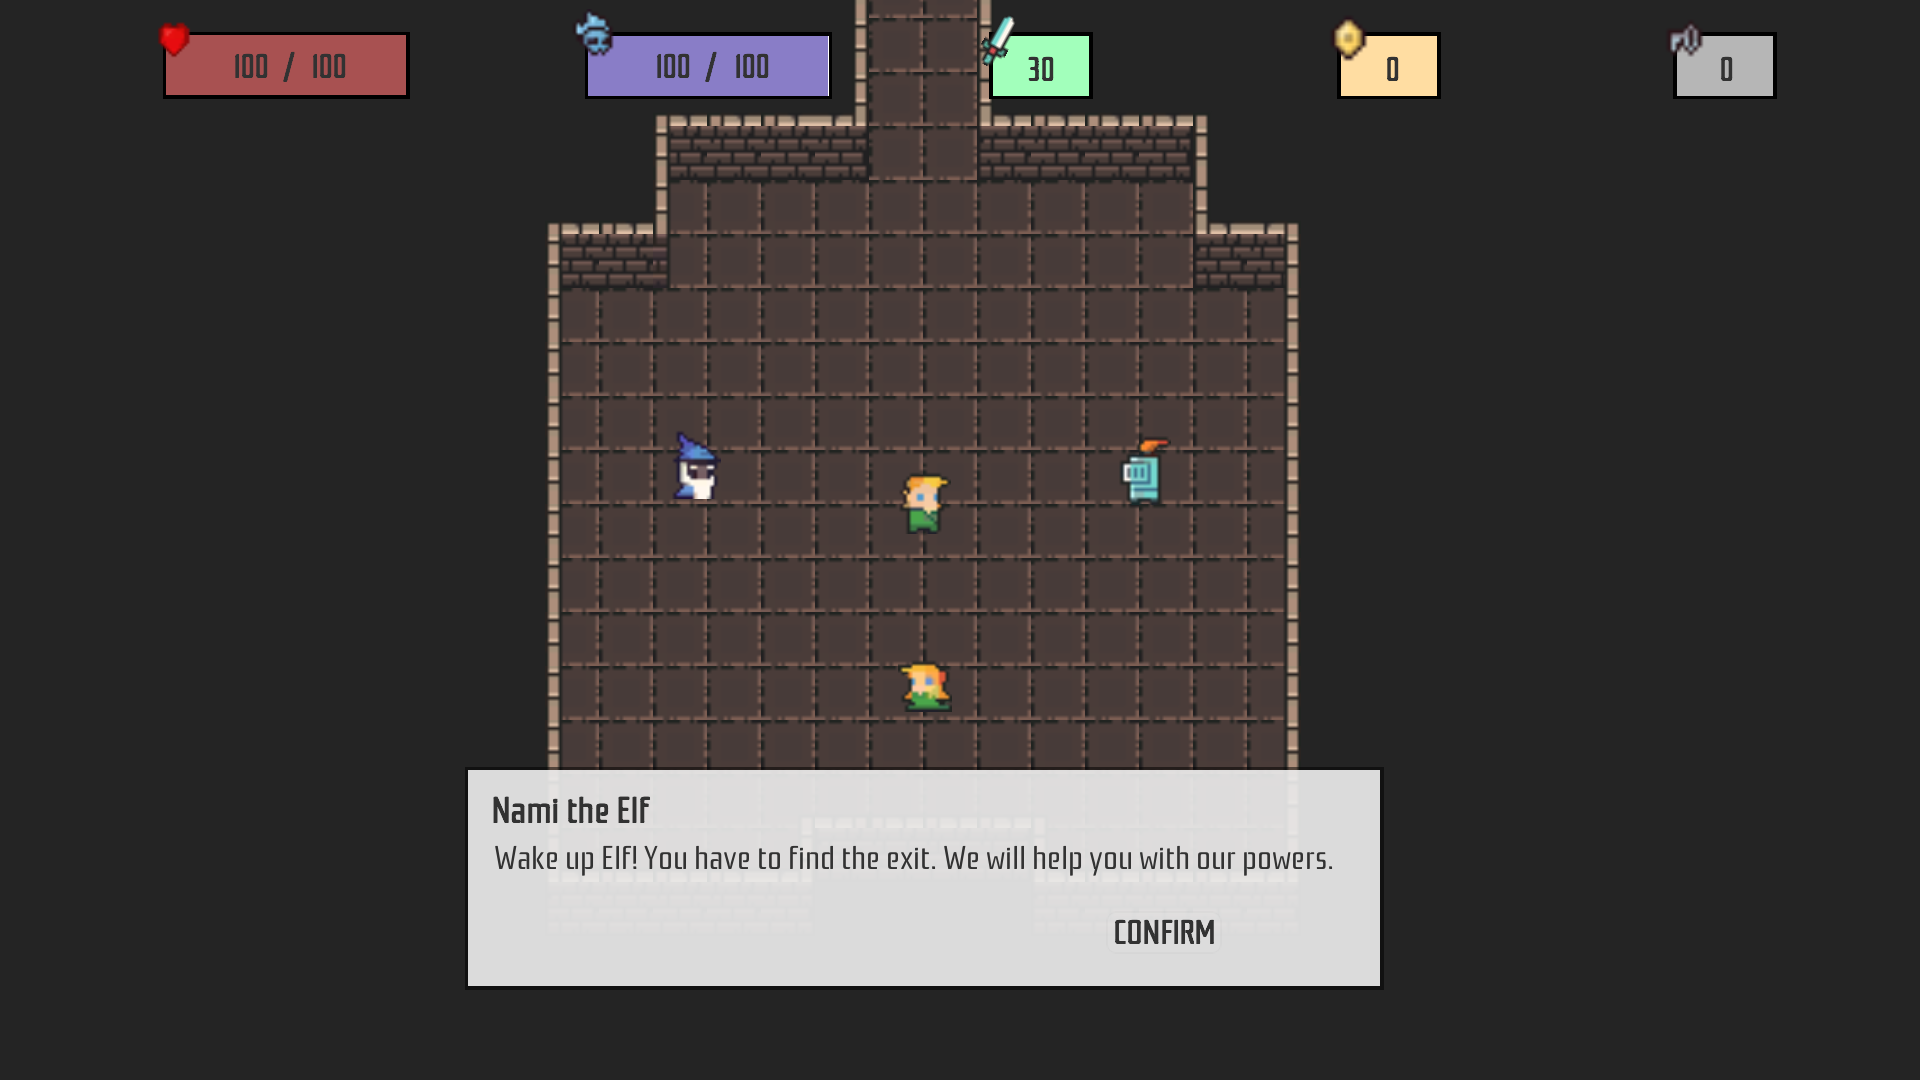 100 / 100
100 / 100
30
0
0
Nami the Elf
Wake up Elf! You have to find the exit. We will help you with our powers.
CONFIRM